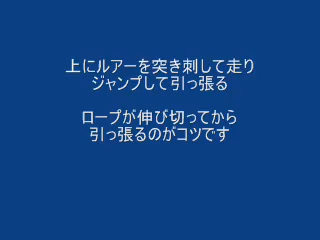 上にルアーを突き刺して走り
ジャンプして引っ張る
ロープが伸び切ってから
引っ張るのがコツです